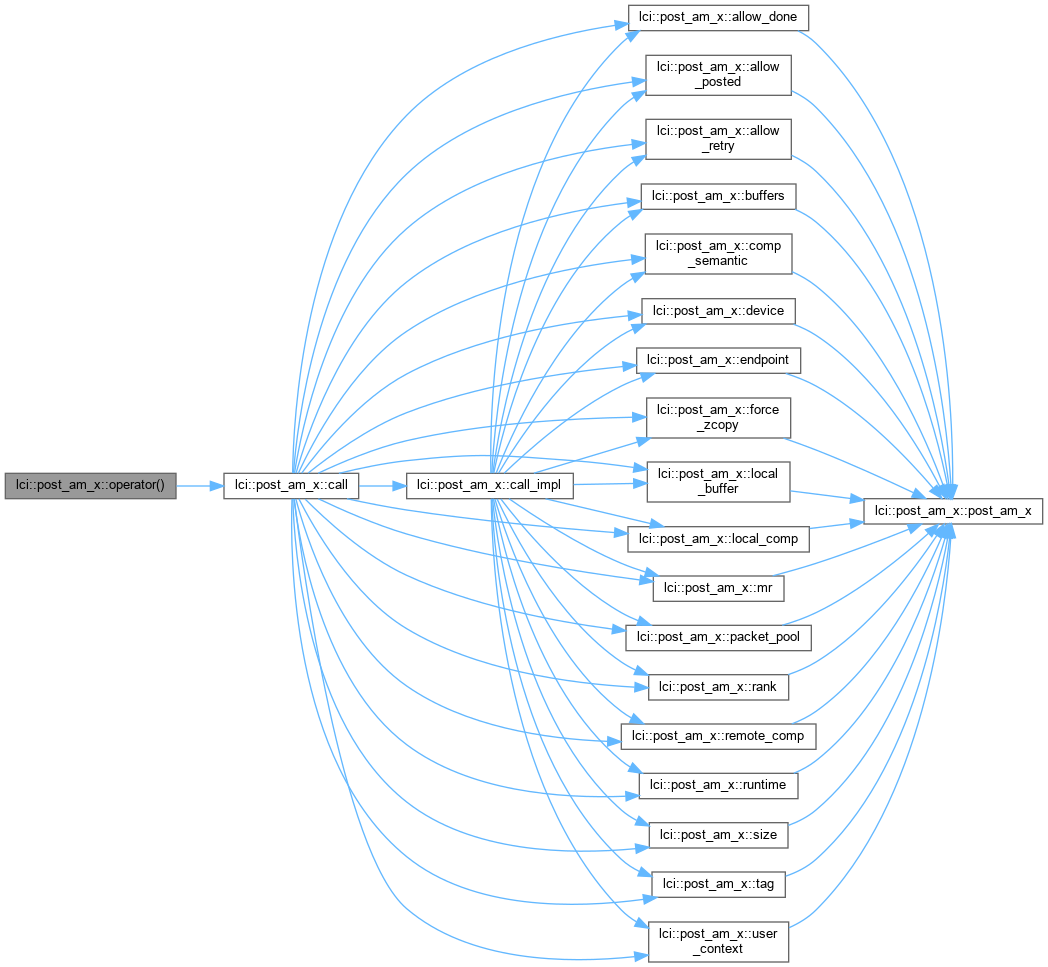 lci::post_am_x::operator()
lci::post_am_x::call
lci::post_am_x::call_impl
lci::post_am_x::allow_done
lci::post_am_x::allow
_posted
lci::post_am_x::allow
_retry
lci::post_am_x::buffers
lci::post_am_x::comp
_semantic
lci::post_am_x::device
lci::post_am_x::endpoint
lci::post_am_x::force
_zcopy
lci::post_am_x::local
_buffer
lci::post_am_x::local_comp
lci::post_am_x::mr
lci::post_am_x::packet_pool
lci::post_am_x::rank
lci::post_am_x::remote_comp
lci::post_am_x::runtime
lci::post_am_x::size
lci::post_am_x::tag
lci::post_am_x::user
_context
lci::post_am_x::post_am_x